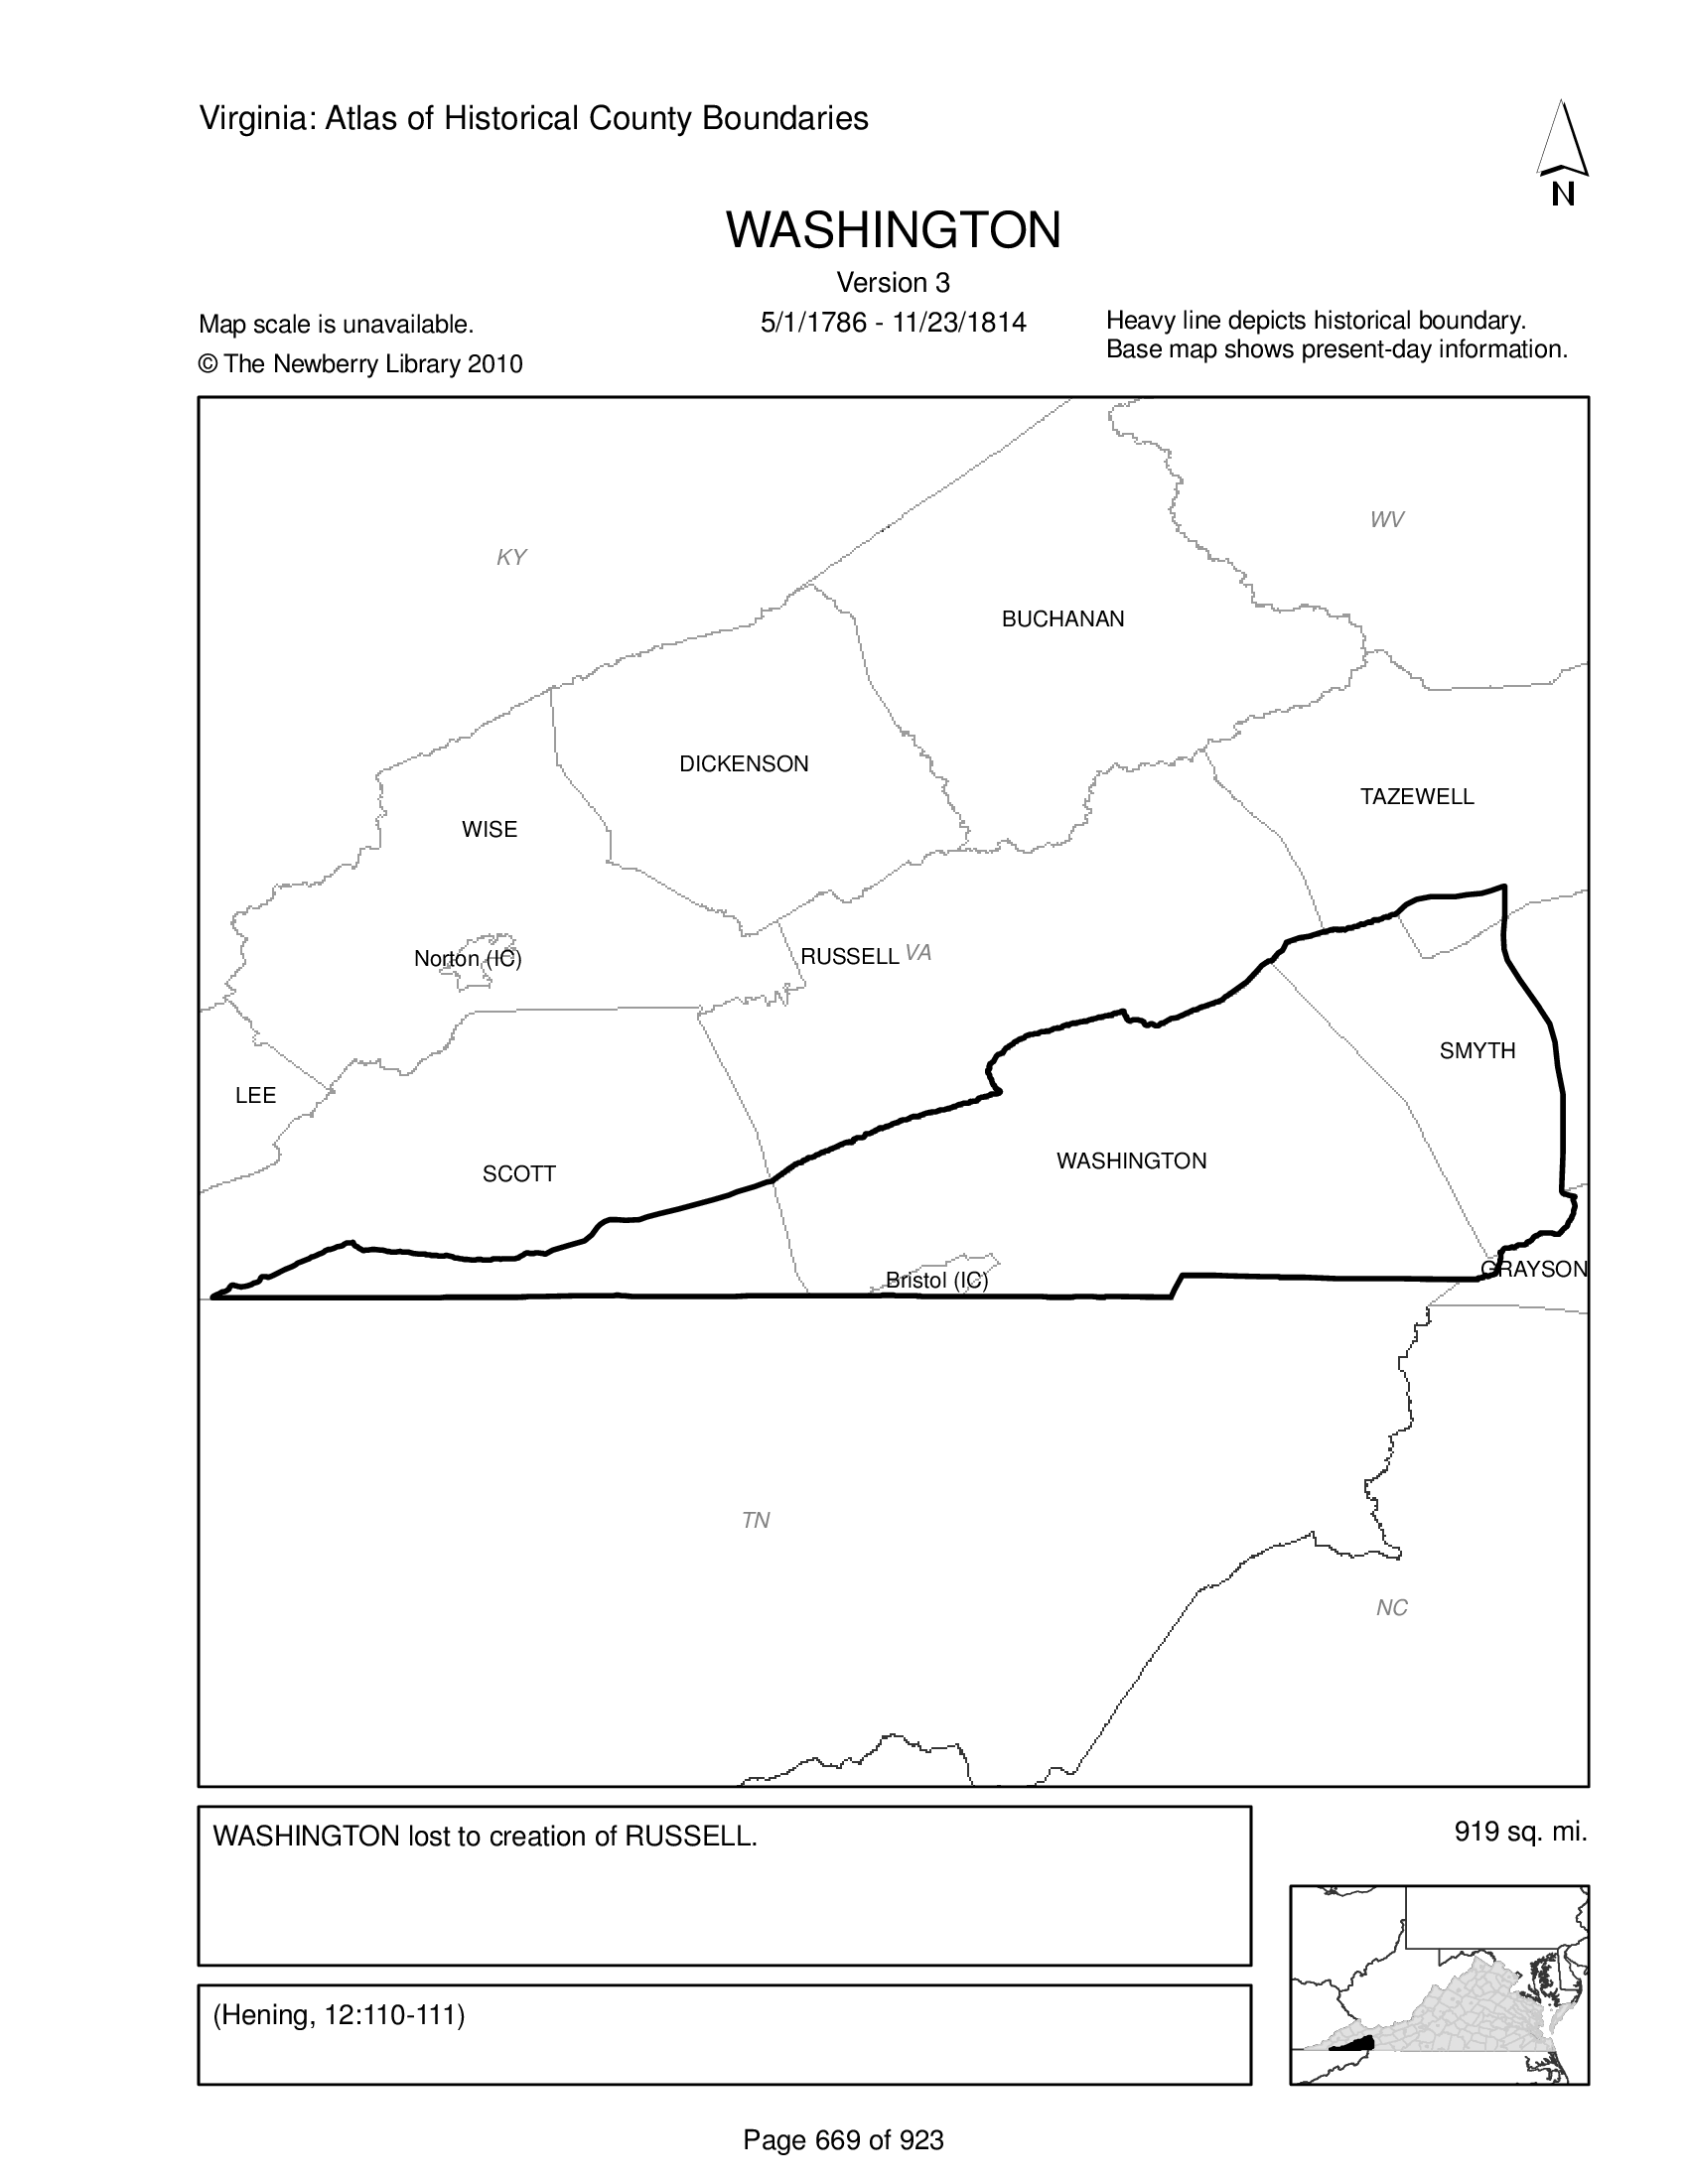 Virginia: Atlas of Historical County Boundaries
N
WASHINGTON
Version 3
Map scale is unavailable.
5/1/1786 - 11/23/1814
Heavy line depicts historical boundary.
Base map shows present-day information.
© The Newberry Library 2010
WV
KY
BUCHANAN
DICKENSON
TAZEWELL
WISE
Norton (IC)
RUSSELL
VA
SMYTH
LEE
SCOTT
WASHINGTON
GRAYSON
Bristol (IC)
TN
NC
WASHINGTON lost to creation of RUSSELL.
919 sq. mi.
(Hening, 12:110-111)
Page 669 of 923